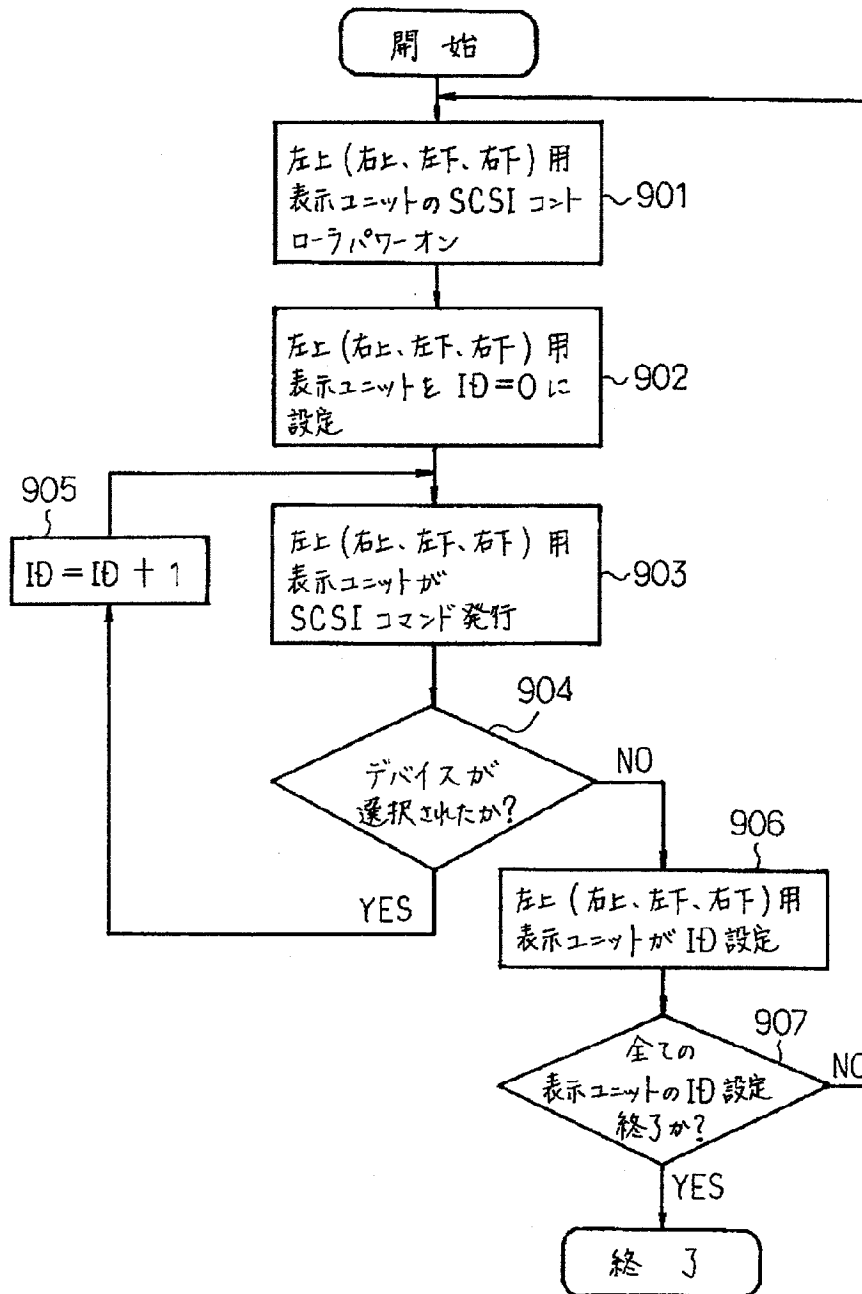 開始
左上(右上、左下、右下)用
表示ユニットのSCSIコント
ローラパワーオン
901
左上(右上、左下、右下)用
表示ユニットを ID=0に
設定
902
905
ID=ID+1
左上(右上、左下、右下)用
表示ユニットが
SCSIコマンド発行
903
904
デバイスが
選択されたか?
NO
YES
906
左上(右上、左下、右下)用
表示ユニットがID設定
907
全ての
表示ユニットのID設定
終了か?
NO
YES
終了